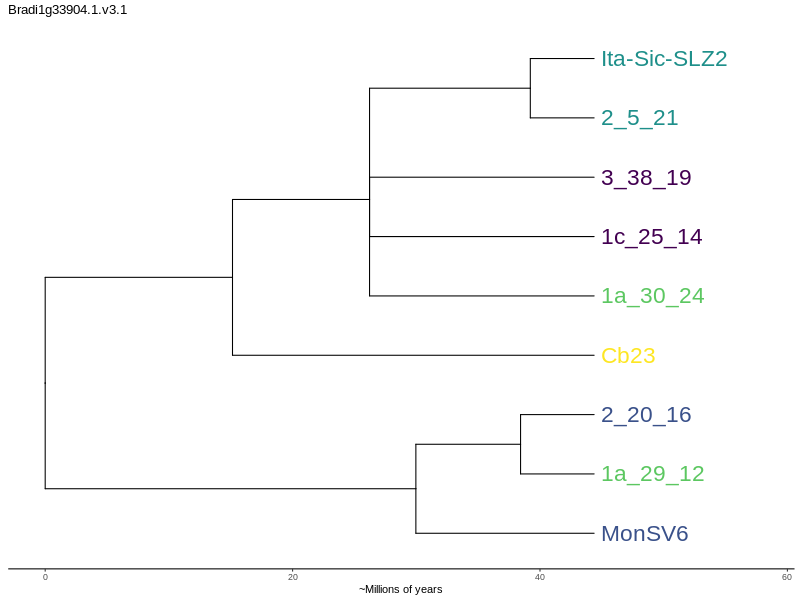 Bradi1g33904.1.v3.1
Ita-Sic-SLZ2
2_5_21
3_38_19
1c_25_14
1a_30_24
Cb23
2_20_16
1a_29_12
MonSV6
0 20 40 60
~Millions of years